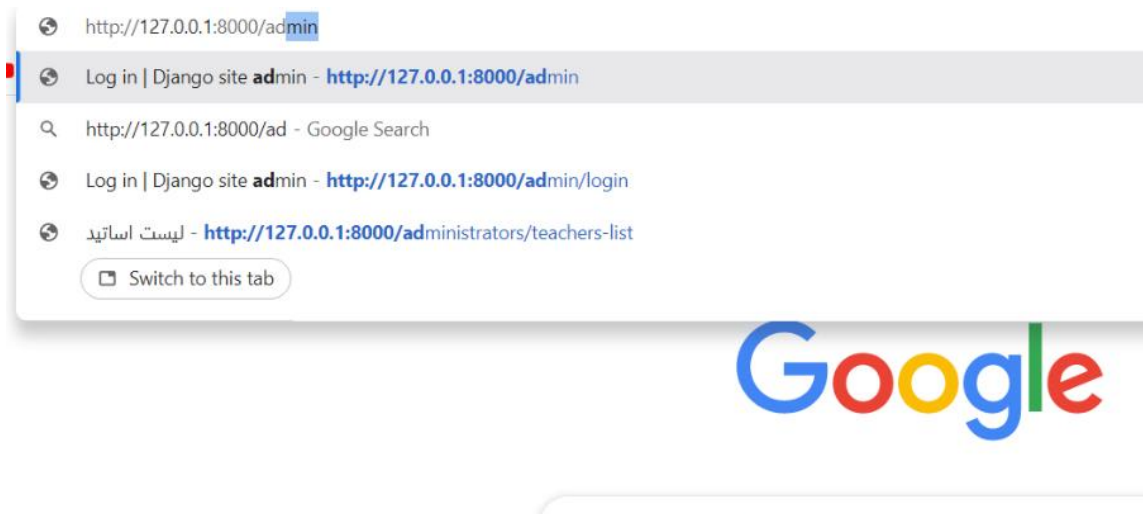 http://127.0.0.1:8000/admin
Log in | Django site admin - http://127.0.0.1:8000/admin
http://127.0.0.1:8000/ad - Google Search
Log in | Django site admin - http://127.0.0.1:8000/admin/login
لیست اساتید - http://127.0.0.1:8000/administrators/teachers-list
Switch to this tab
Google